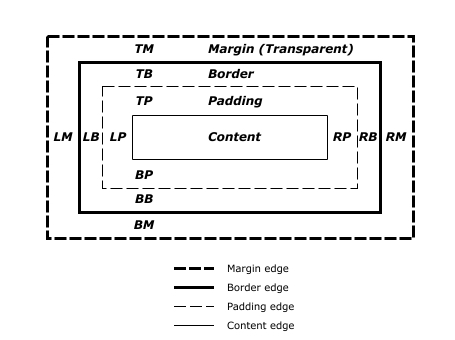 TM Margin (Transparent)
TB Border
TP Padding
LM LB LP Content RP RB RM
BP
BB
BM
Margin edge
Border edge
Padding edge
Content edge